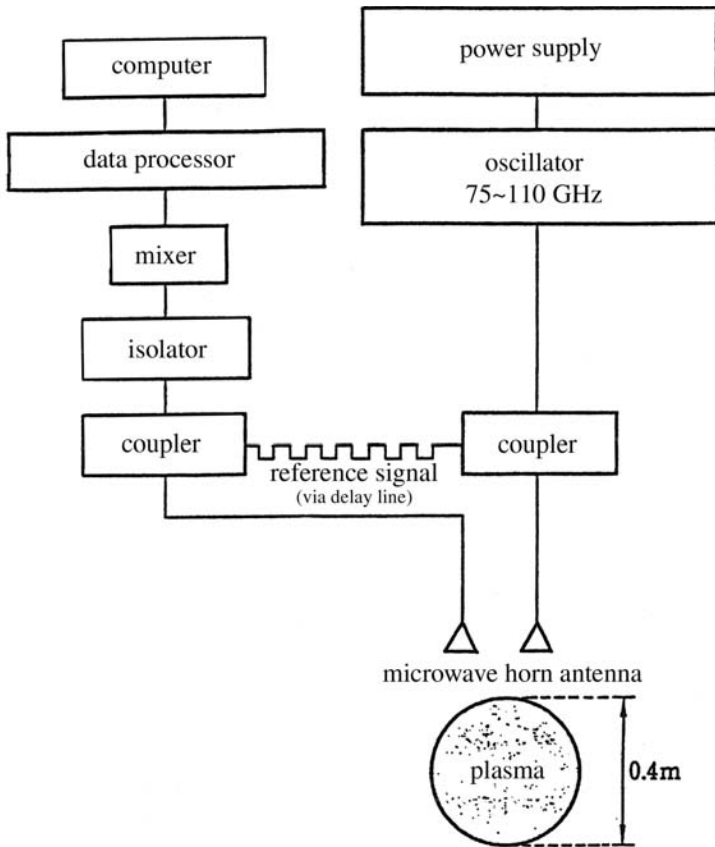 computer
data processor
mixer
isolator
coupler
power supply
oscillator
75~110 GHz
coupler
reference signal
(via delay line)
microwave horn antenna
plasma
0.4m